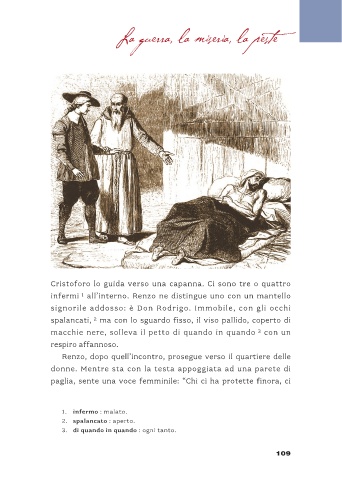 La guerra, la miseria, la peste
Cristoforo lo guida verso una capanna. Ci sono tre o quattro
infermi 1 all'interno. Renzo ne distingue uno con un mantello
signorile addosso: è Don Rodrigo. Immobile, con gli occhi
spalancati, 2 ma con lo sguardo fisso, il viso pallido, coperto di
macchie nere, solleva il petto di quando in quando 3 con un
respiro affannoso.
Renzo, dopo quell'incontro, prosegue verso il quartiere delle
donne. Mentre sta con la testa appoggiata ad una parete di
paglia, sente una voce femminile: "Chi ci ha protette finora, ci
1. infermo : malato.
2. spalancato : aperto.
3. di quando in quando : ogni tanto.
109